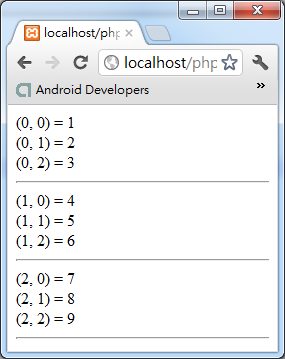 localhost/php
localhost/php
Android Developers
»
(0, 0) = 1
(0, 1) = 2
(0, 2) = 3
(1, 0) = 4
(1, 1) = 5
(1, 2) = 6
(2, 0) = 7
(2, 1) = 8
(2, 2) = 9